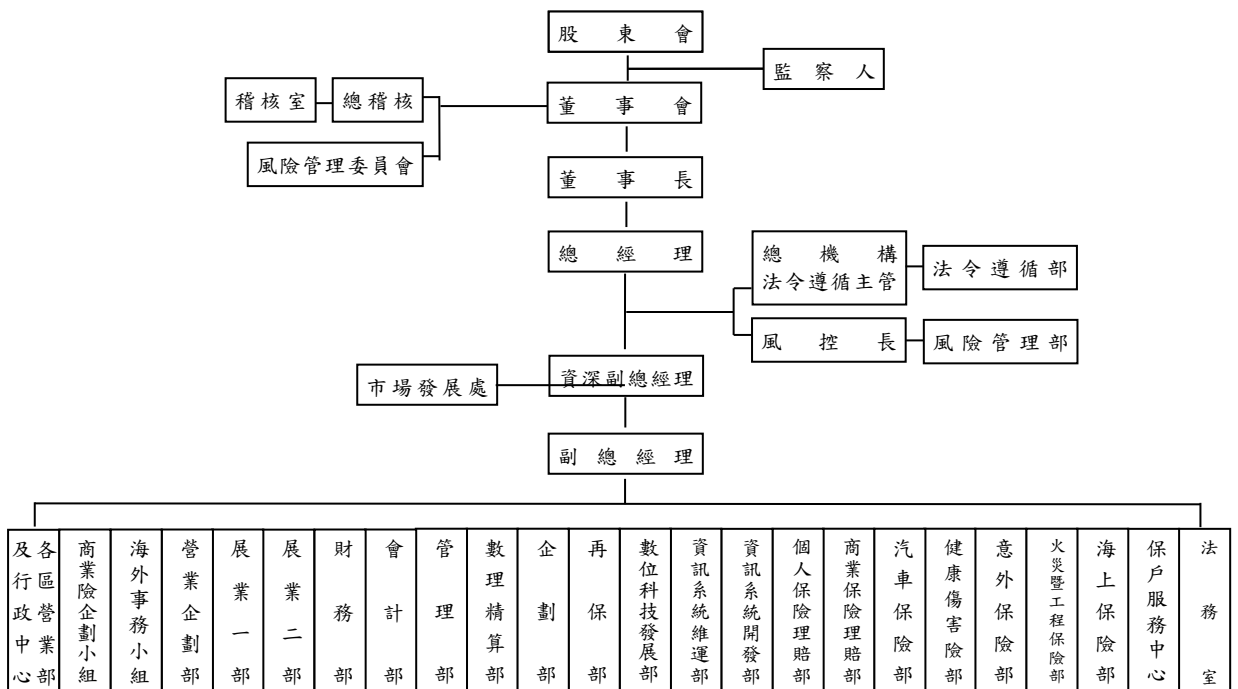 股東會
監察人
稽核室
總稽核
董事會
風險管理委員會
董事長
總經理
總機構
法令遵循主管
法令遵循部
風控長
風險管理部
市場發展處
資深副總經理
副總經理
各區營業部
及行政中心
商業險企劃小組
海外事務小組
營業企劃部
展業一部
展業二部
財務部
會計部
管理部
數理精算部
企劃部
再保部
數位科技發展部
資訊系統維運部
資訊系統開發部
個人保險理賠部
商業保險理賠部
汽車保險部
健康傷害險部
意外保險部
火災暨工程保險部
海上保險部
保戶服務中心
法務室